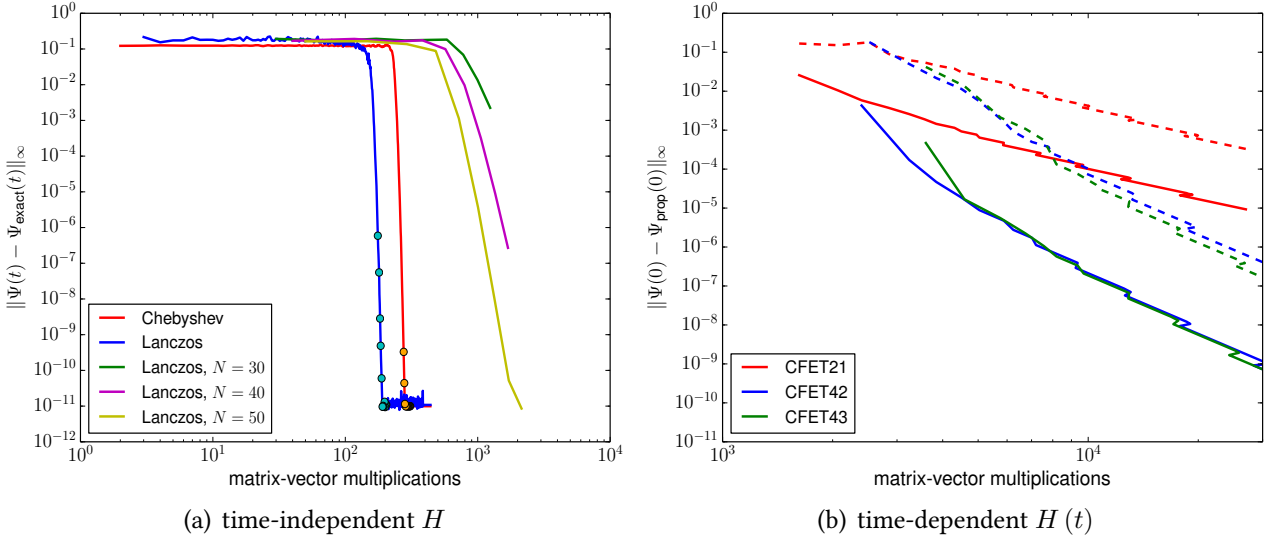 10^1
10^0
10^{-1}
10^{-2}
10^{-3}
10^{-4}
10^{-5}
10^{-6}
10^{-7}
10^{-8}
10^{-9}
10^{-10}
10^{-11}
10^{-12}
‖Ψ(t) − Ψ_exact(t)‖_∞
Chebyshev
Lanczos
Lanczos, N = 30
Lanczos, N = 40
Lanczos, N = 50
10^0 10^1 10^2 10^3 10^4
matrix-vector multiplications
(a) time-independent H
10^1
10^0
10^{-1}
10^{-2}
10^{-3}
10^{-4}
10^{-5}
10^{-6}
10^{-7}
10^{-8}
10^{-9}
10^{-10}
10^{-11}
‖Ψ(0) − Ψ_prop(0)‖_∞
CFET21
CFET42
CFET43
10^3 10^4
matrix-vector multiplications
(b) time-dependent H (t)